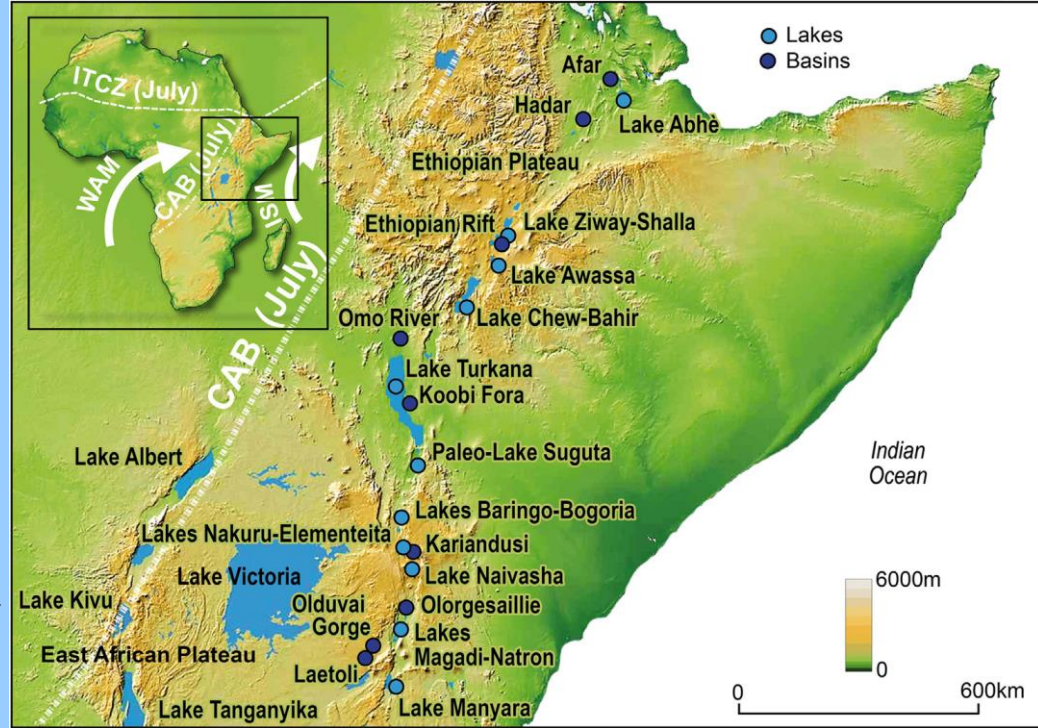 ITCZ (July)
WAM
CAB (July)
ISM
Lakes
Basins
Afar
Hadar
Lake Abhè
Ethiopian Plateau
Ethiopian Rift
Lake Ziway-Shalla
Lake Awassa
Lake Chew-Bahir
Omo River
CAB (July)
Lake Turkana
Koobi Fora
Paleo-Lake Suguta
Lake Albert
Indian
Ocean
Lakes Baringo-Bogoria
Lakes Nakuru-Elementeita
Kariandusi
Lake Victoria
Lake Naivasha
Lake Kivu
Olduvai
Gorge
Olorgesaillie
Lakes
Magadi-Natron
East African Plateau
Laetoli
Lake Tanganyika
Lake Manyara
6000m
0
0
600km